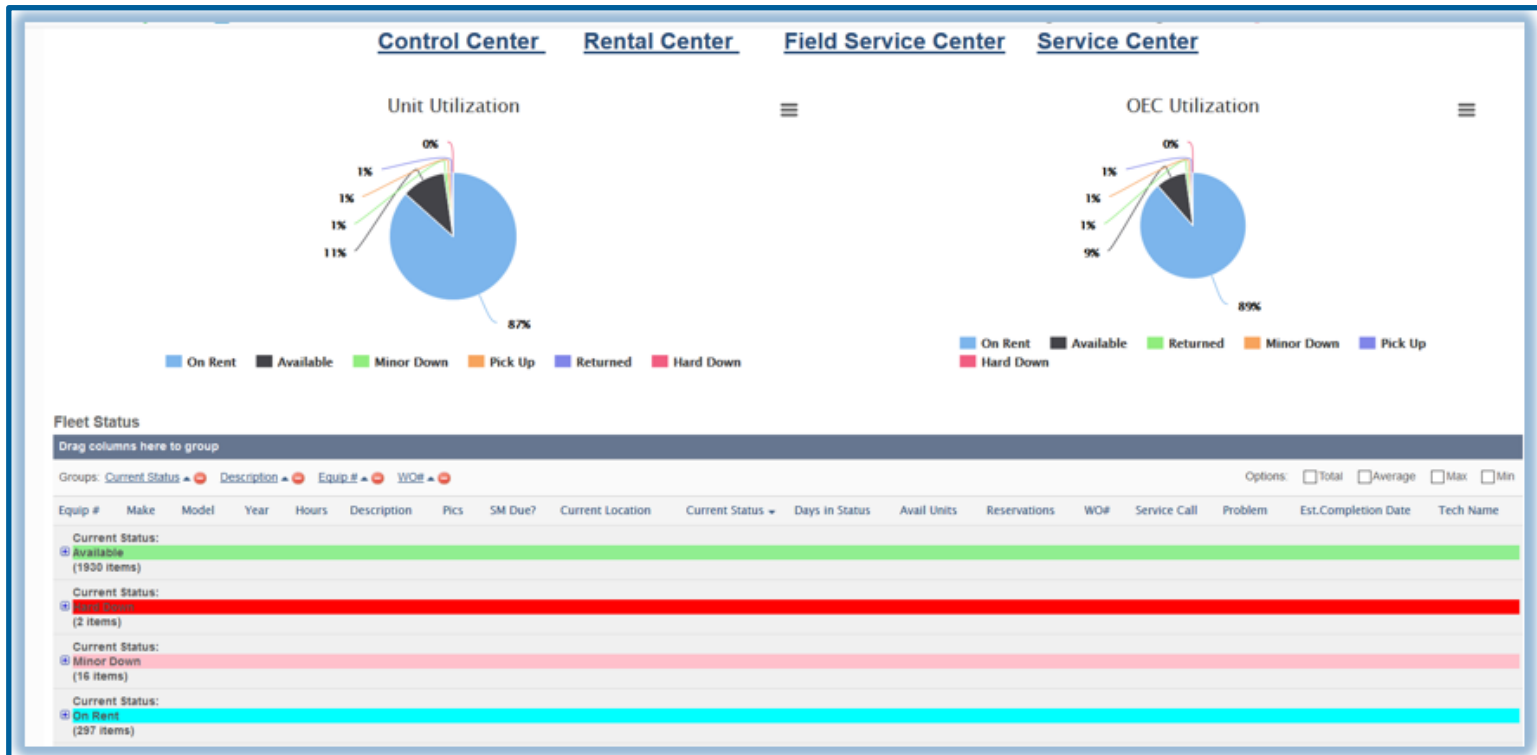 Control Center Rental Center Field Service Center Service Center
Unit Utilization
0%
1%
1%
1%
11%
87%
On Rent Available Minor Down Pick Up Returned Hard Down
OEC Utilization
0%
1%
1%
1%
9%
89%
On Rent Available Returned Minor Down Pick Up
Hard Down
Fleet Status
Drag columns here to group
Groups: Current Status Description Equip # WO# Options: Total Average Max Min
Equip # Make Model Year Hours Description Pics SM Due? Current Location Current Status Days in Status Avail Units Reservations WO# Service Call Problem Est.Completion Date Tech Name
Current Status:
Available
(1930 items)
Current Status:
Hard Down
(2 items)
Current Status:
Minor Down
(16 items)
Current Status:
On Rent
(297 items)